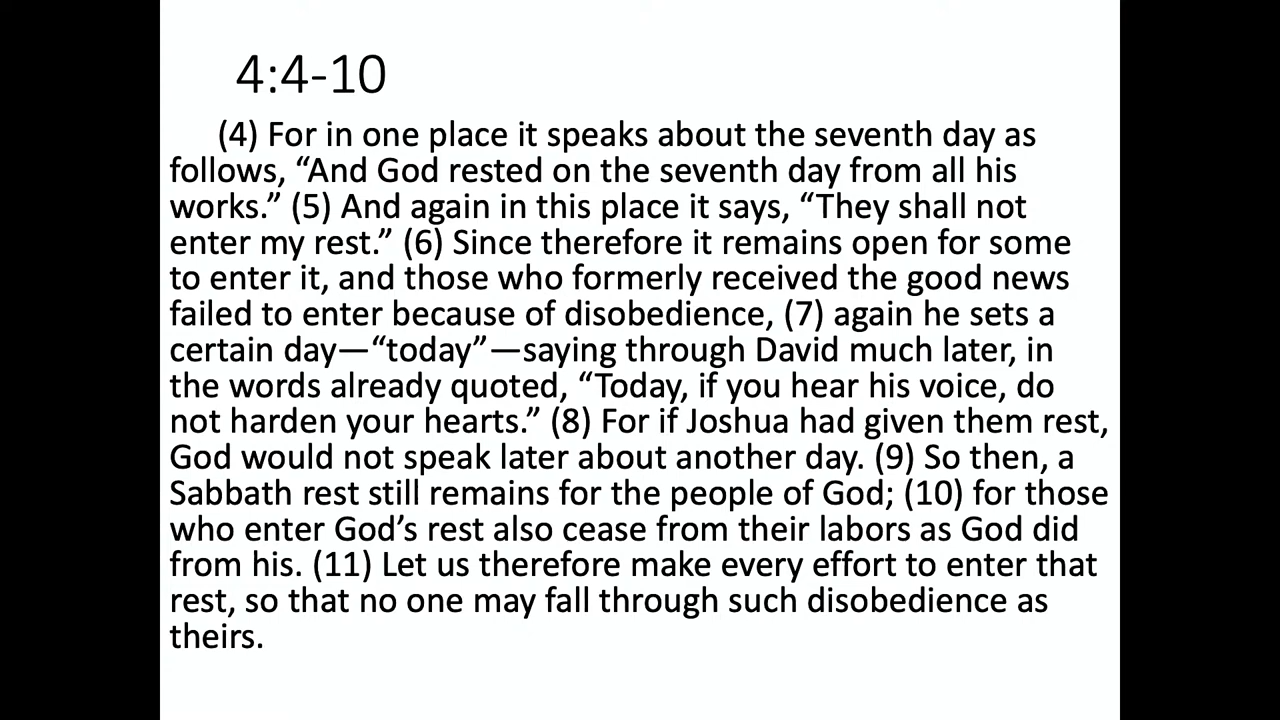 4:4-10
(4) For in one place it speaks about the seventh day as
follows, “And God rested on the seventh day from all his
works.” (5) And again in this place it says, “They shall not
enter my rest.” (6) Since therefore it remains open for some
to enter it, and those who formerly received the good news
failed to enter because of disobedience, (7) again he sets a
certain day—“today”—saying through David much later, in
the words already quoted, “Today, if you hear his voice, do
not harden your hearts.” (8) For if Joshua had given them rest,
God would not speak later about another day. (9) So then, a
Sabbath rest still remains for the people of God; (10) for those
who enter God’s rest also cease from their labors as God did
from his. (11) Let us therefore make every effort to enter that
rest, so that no one may fall through such disobedience as
theirs.